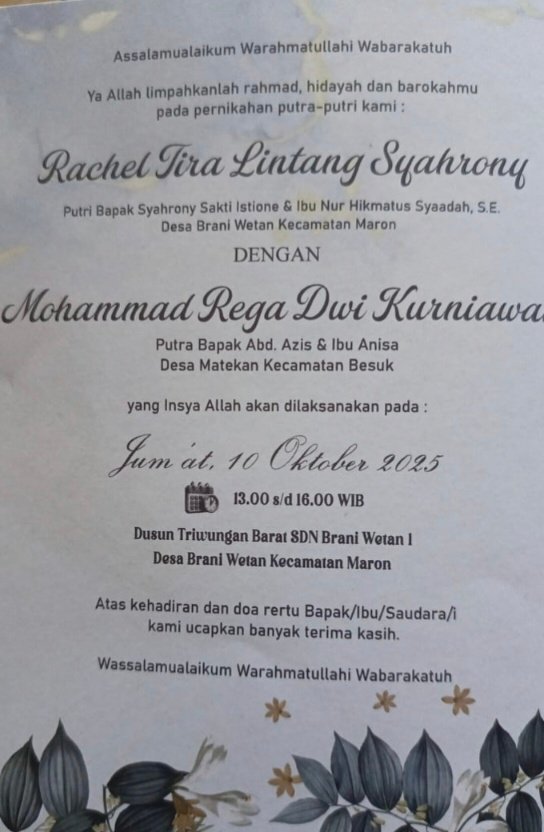 Assalamualaikum Warahmatullahi Wabarakatuh
Ya Allah limpahkanlah rahmad, hidayah dan barokahmu
pada pernikahan putra-putri kami :
Rachel Tira Lintang Syahrony
Putri Bapak Syahrony Sakti Istione & Ibu Nur Hikmatus Syaadah, S.E.
Desa Brani Wetan Kecamatan Maron
DENGAN
Mohammad Rega Dwi Kurniawa
Putra Bapak Abd. Azis & Ibu Anisa
Desa Matekan Kecamatan Besuk
yang Insya Allah akan dilaksanakan pada :
Jum'at, 10 Oktober 2025
13.00 s/d 16.00 WIB
Dusun Triwungan Barat SDN Brani Wetan 1
Desa Brani Wetan Kecamatan Maron
Atas kehadiran dan doa rertu Bapak/Ibu/Saudara/i
kami ucapkan banyak terima kasih.
Wassalamualaikum Warahmatullahi Wabarakatuh